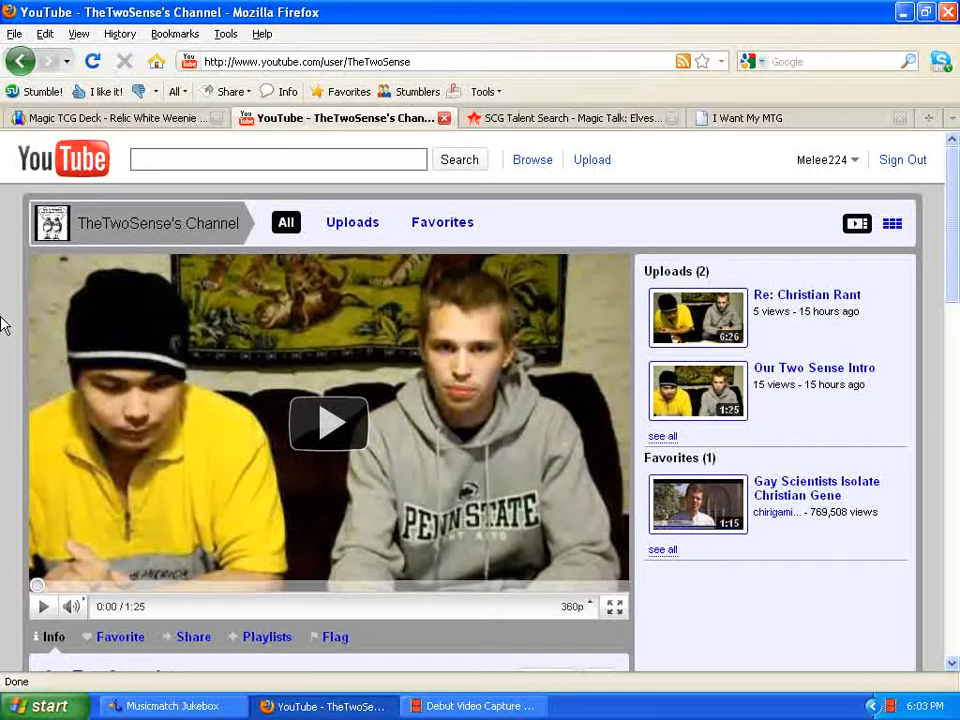 YouTube - TheTwoSense's Channel - Mozilla Firefox
File Edit View History Bookmarks Tools Help
You Tube http://www.youtube.com/user/TheTwoSense Google
Stumble! I like it! All Share Info Favorites Stumblers Tools
Magic TCG Deck - Relic White Weenie ... YouTube - TheTwoSense's Chan... SCG Talent Search - Magic Talk: Elves... I Want My MTG
You Tube Search Browse Upload Melee224 Sign Out
TheTwoSense's Channel All Uploads Favorites
Uploads (2)
Re: Christian Rant
5 views - 15 hours ago
6:26
Our Two Sense Intro
15 views - 15 hours ago
1:25
see all
Favorites (1)
Gay Scientists Isolate
Christian Gene
chirigami... - 769,508 views
1:15
see all
PENN STATE
AMERICA
0:00 / 1:25 360p
Info Favorite Share Playlists Flag
Done
start Musicmatch Jukebox YouTube - TheTwoSe... Debut Video Capture ... 6:03 PM